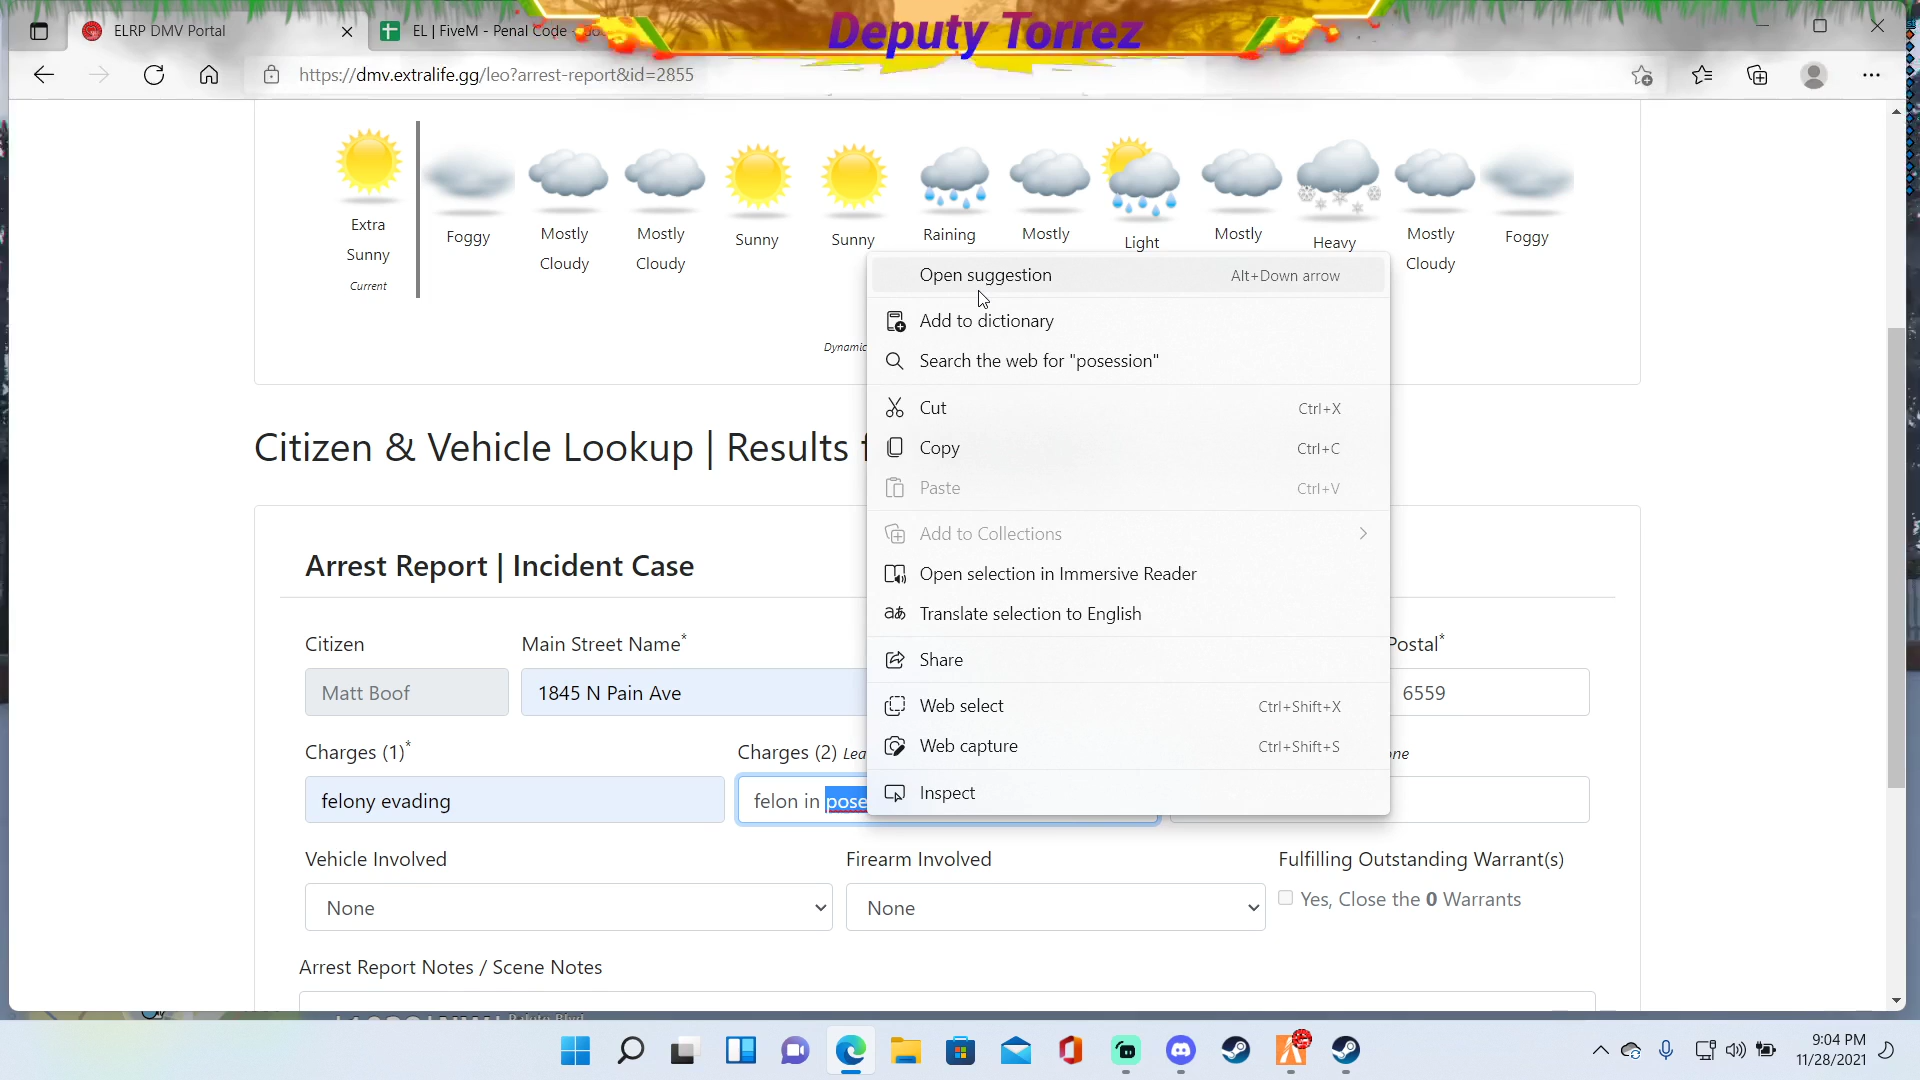 Deputy Torrez
ELRP DMV Portal
EL | FiveM - Penal Code
https://dmv.extralife.gg/leo?arrest-report&id=2855
Extra Sunny Current
Foggy
Mostly Cloudy
Mostly Cloudy
Sunny
Sunny
Raining
Mostly
Light
Mostly
Heavy
Mostly Cloudy
Foggy
Dynamic
Open suggestion Alt+Down arrow
Add to dictionary
Search the web for "posession"
Cut Ctrl+X
Copy Ctrl+C
Paste Ctrl+V
Add to Collections
Open selection in Immersive Reader
Translate selection to English
Share
Web select Ctrl+Shift+X
Web capture Ctrl+Shift+S
Inspect
Citizen & Vehicle Lookup | Results f
Arrest Report | Incident Case
Citizen Main Street Name* Postal*
Matt Boof 1845 N Pain Ave 6559
Charges (1)* Charges (2) Lea ne
felony evading felon in pose
Vehicle Involved Firearm Involved Fulfilling Outstanding Warrant(s)
None None Yes, Close the 0 Warrants
Arrest Report Notes / Scene Notes
9:04 PM
11/28/2021